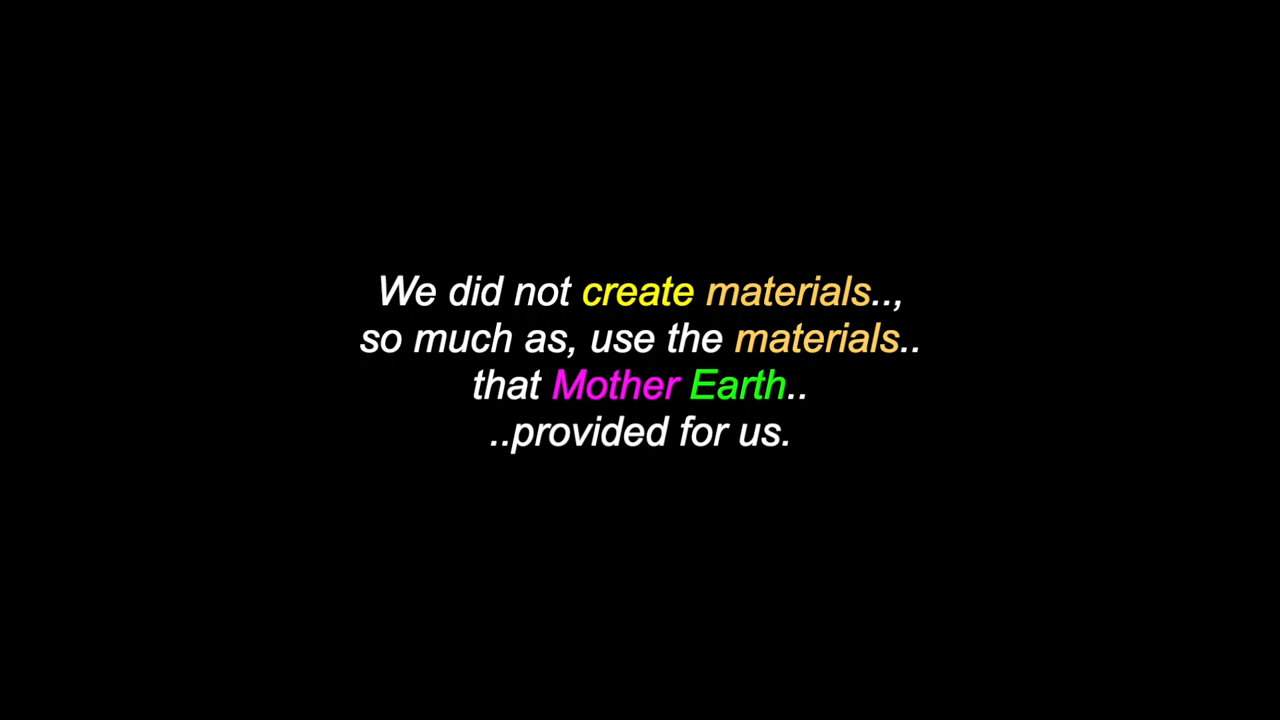 We did not create materials..,
so much as, use the materials..
that Mother Earth..
..provided for us.